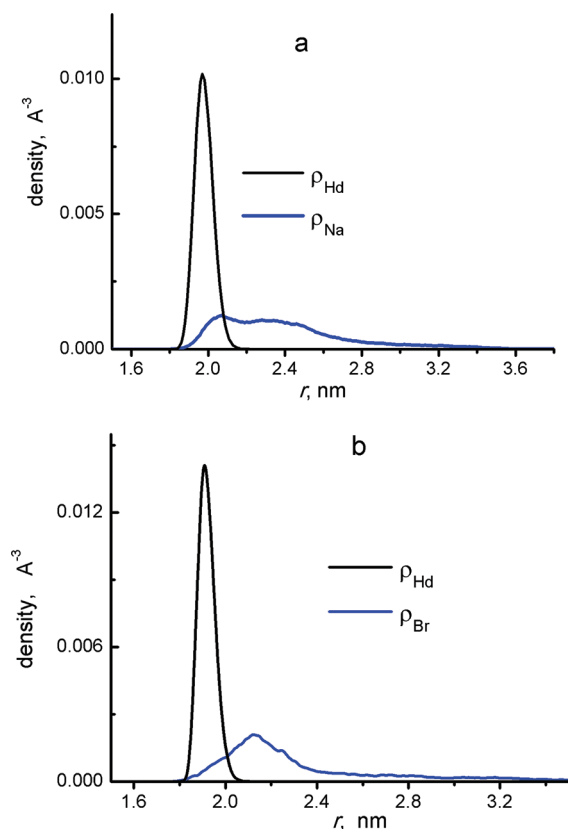 a
density, A⁻³
0.010
0.005
0.000
ρHd
ρNa
1.6 2.0 2.4 2.8 3.2 3.6
r, nm
b
density, A⁻³
0.012
0.006
0.000
ρHd
ρBr
1.6 2.0 2.4 2.8 3.2
r, nm